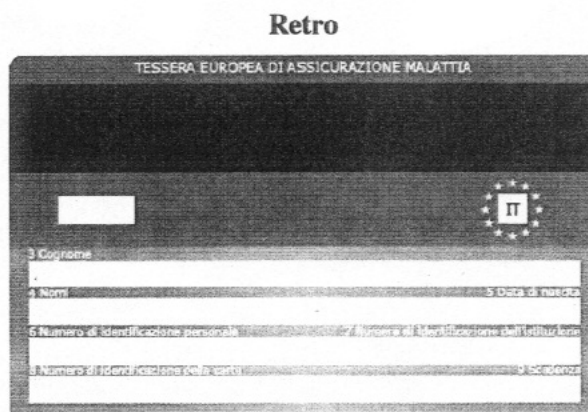 Retro
TESSERA EUROPEA DI ASSICURAZIONE MALATTIA
IT
3 Cognome
4 Nomi 5 Data di nascita
6 Numero di identificazione personale 7 Numero di identificazione dell'istituzione
8 Numero di identificazione della carta 9 Scadenza